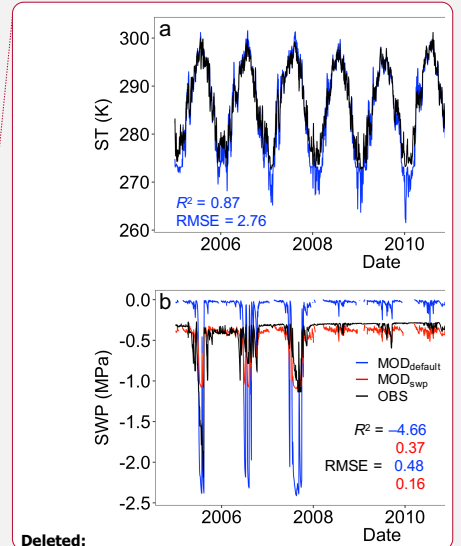 a
300
290
280
270
260
ST (K)
R² = 0.87
RMSE = 2.76
2006 2008 2010
Date
b
0.0
-0.5
-1.0
-1.5
-2.0
-2.5
SWP (MPa)
MODdefault
MODswp
OBS
R² = –4.66
0.37
RMSE = 0.48
0.16
2006 2008 2010
Date
Deleted: